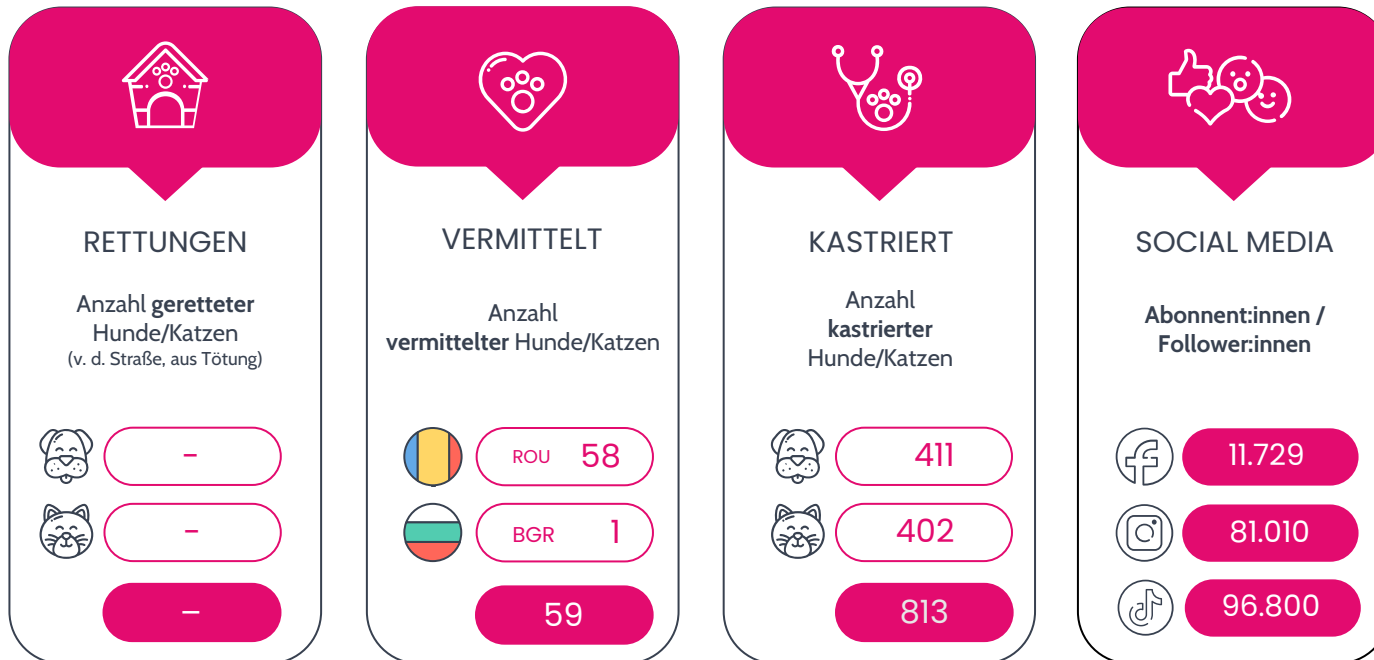 RETTUNGEN
Anzahl geretteter
Hunde/Katzen
(v. d. Straße, aus Tötung)
-
-
–
VERMITTELT
Anzahl
vermittelter Hunde/Katzen
ROU 58
BGR 1
59
KASTRIERT
Anzahl
kastrierter
Hunde/Katzen
411
402
813
SOCIAL MEDIA
Abonnent:innen /
Follower:innen
11.729
81.010
96.800